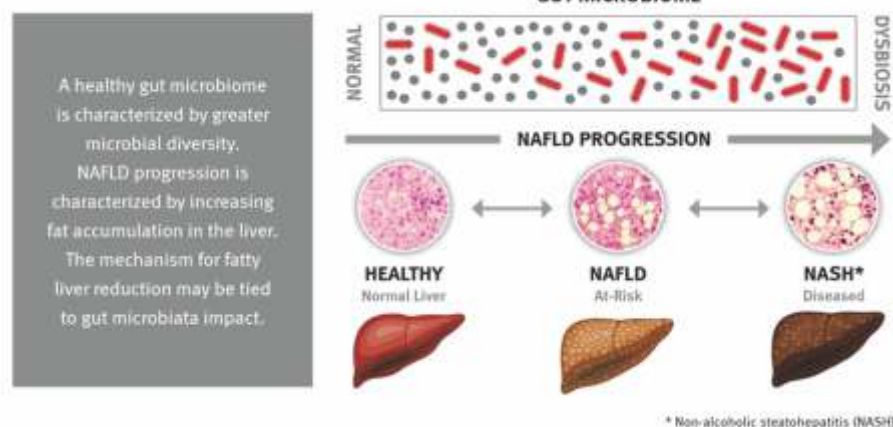 A healthy gut microbiome
is characterized by greater
microbial diversity.
NAFLD progression is
characterized by increasing
fat accumulation in the liver.
The mechanism for fatty
liver reduction may be tied
to gut microbiata impact.
GUT MICROBIOME
NORMAL
DYSBIOSIS
NAFLD PROGRESSION
HEALTHY
Normal Liver
NAFLD
At-Risk
NASH*
Diseased
* Non-alcoholic steatohepatitis (NASH)